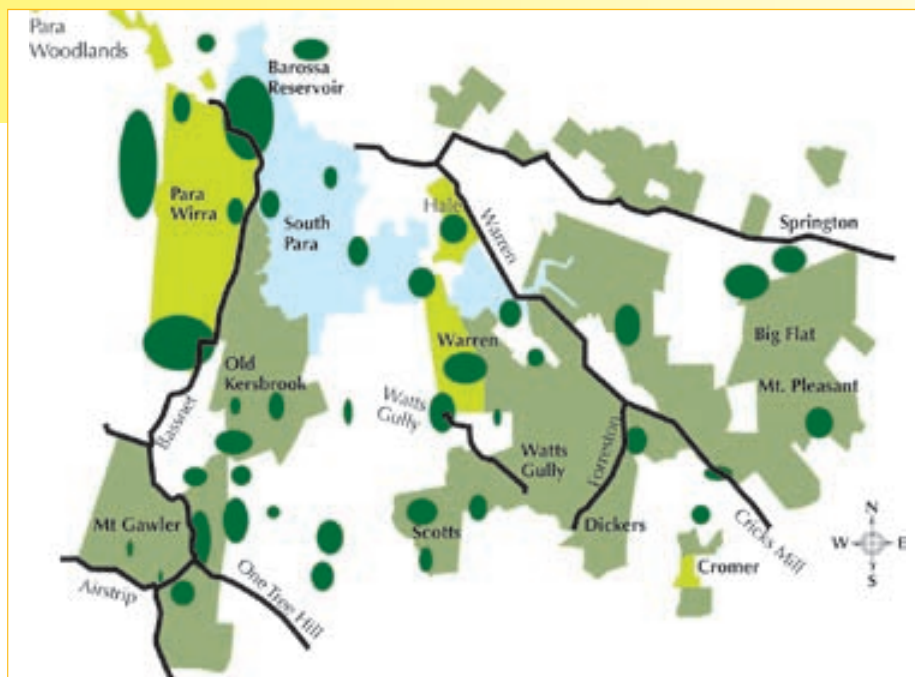 Para
Woodlands
Barossa
Reservoir
Para
Wirra
South
Para
Hale
Warren
Springton
Warren
Big Flat
Mt. Pleasant
Old
Kersbrook
Bassnet
Watts
Gully
Watts
Gully
Forreston
Mt Gawler
Scotts
Dickers
Cricks Mill
Cromer
Airstrip
One Tree Hill
N
W
E
S